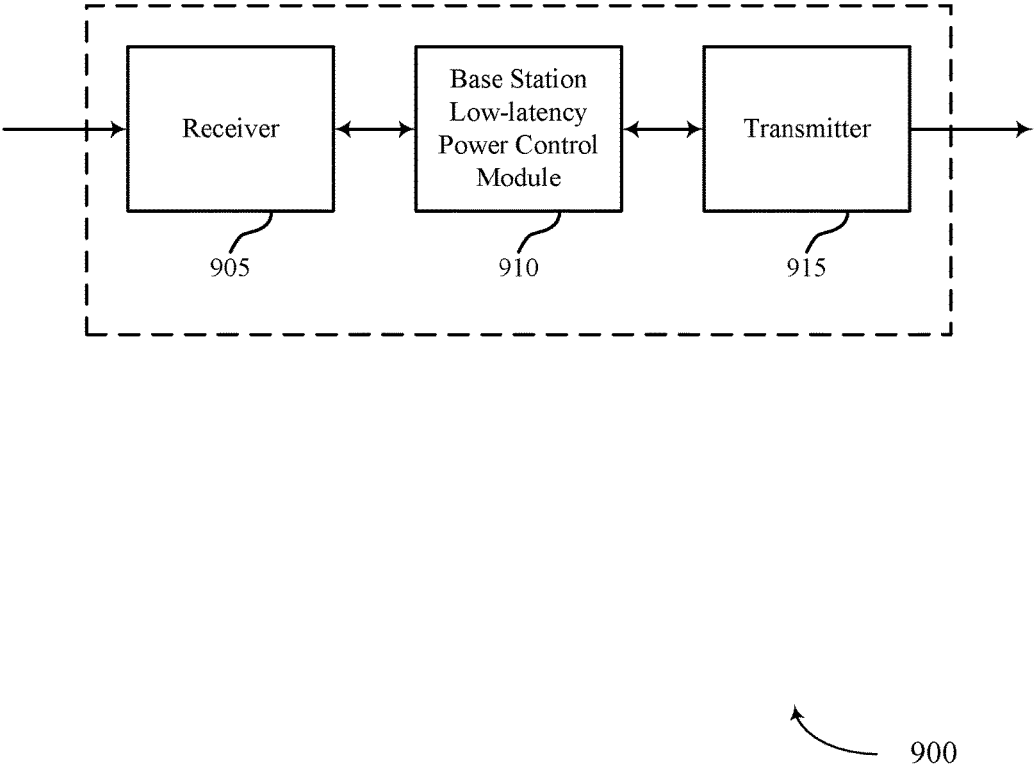 Receiver
Base Station
Low-latency
Power Control
Module
Transmitter
905
910
915
900